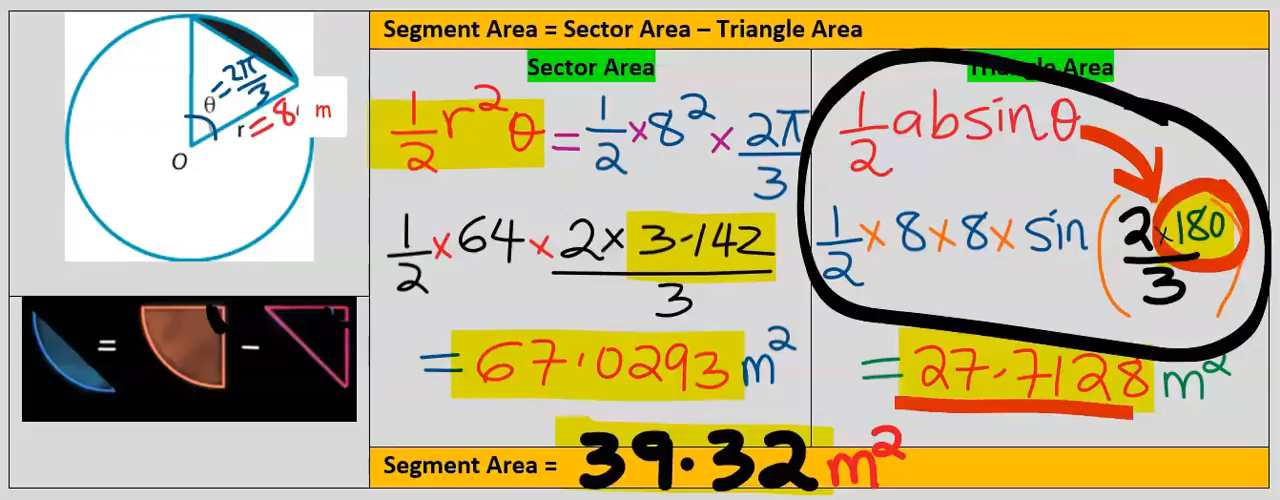 Segment Area = Sector Area – Triangle Area
θ = 2π/3
r = 8 m
O
= -
Sector Area
1/2 r² θ = 1/2 × 8² × 2π/3
1/2 × 64 × 2 × 3.142/3
= 67.0293 m²
Triangle Area
1/2 ab sin θ
1/2 × 8 × 8 × sin (2 × 180/3)
= 27.7128 m²
Segment Area = 39.32 m²